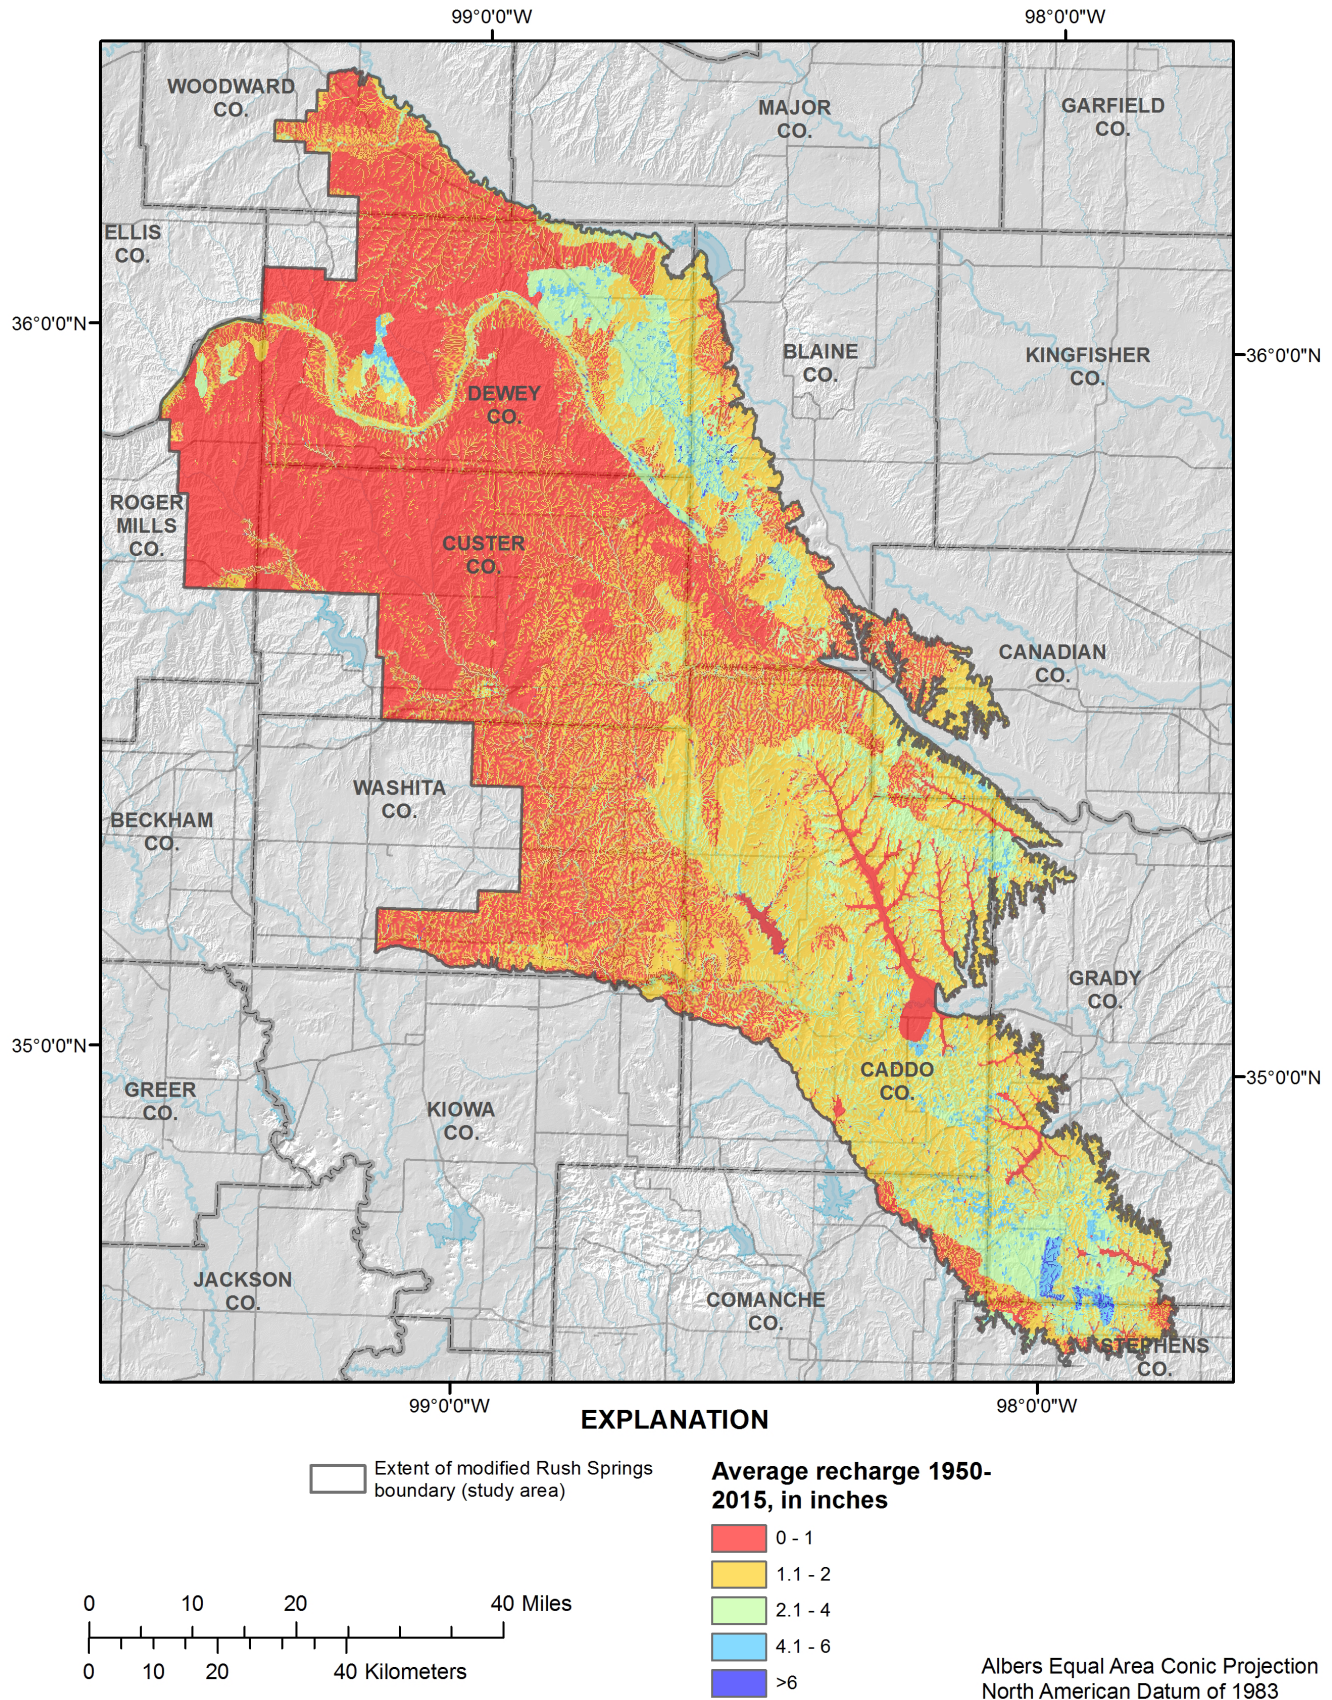 99°0'0"W
98°0'0"W
WOODWARD
CO.
MAJOR
CO.
GARFIELD
CO.
ELLIS
CO.
36°0'0"N
BLAINE
CO.
KINGFISHER
CO.
36°0'0"N
DEWEY
CO.
ROGER
MILLS
CO.
CUSTER
CO.
CANADIAN
CO.
WASHITA
CO.
BECKHAM
CO.
GRADY
CO.
35°0'0"N
CADDO
CO.
35°0'0"N
GREER
CO.
KIOWA
CO.
JACKSON
CO.
COMANCHE
CO.
STEPHENS
CO.
99°0'0"W
98°0'0"W
EXPLANATION
Extent of modified Rush Springs
boundary (study area)
Average recharge 1950-
2015, in inches
0 - 1
1.1 - 2
2.1 - 4
4.1 - 6
>6
0 10 20 40 Miles
0 10 20 40 Kilometers
Albers Equal Area Conic Projection
North American Datum of 1983